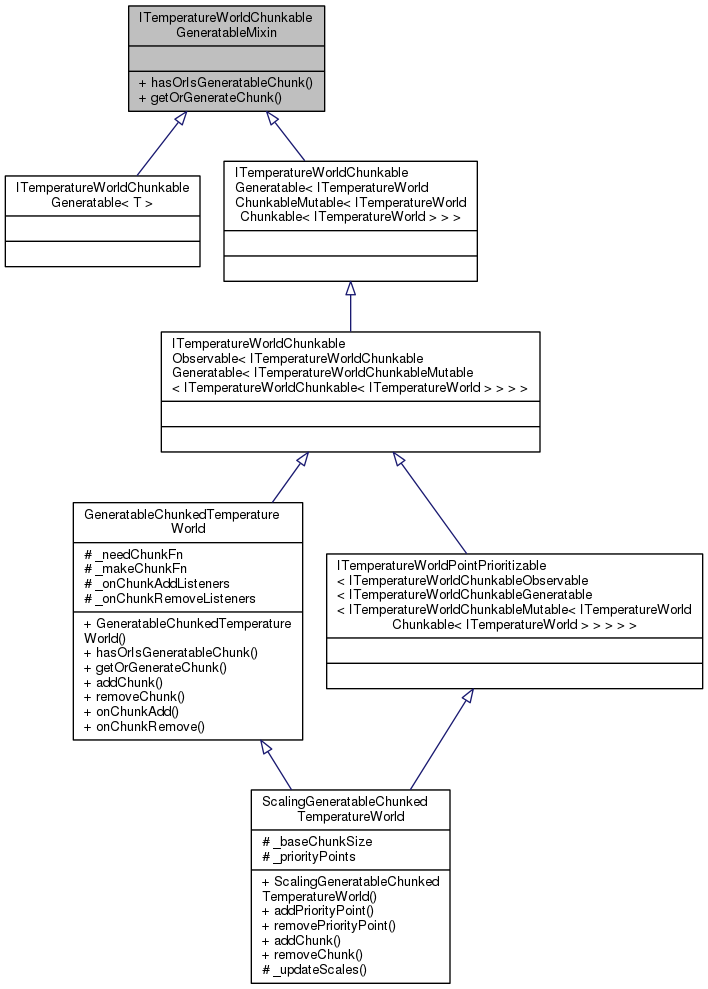 ITemperatureWorldChunkable
GeneratableMixin
+ hasOrIsGeneratableChunk()
+ getOrGenerateChunk()
ITemperatureWorldChunkable
Generatable< T >
ITemperatureWorldChunkable
Generatable< ITemperatureWorld
ChunkableMutable< ITemperatureWorld
Chunkable< ITemperatureWorld > > >
ITemperatureWorldChunkable
Observable< ITemperatureWorldChunkable
Generatable< ITemperatureWorldChunkableMutable
< ITemperatureWorldChunkable< ITemperatureWorld > > > >
GeneratableChunkedTemperature
World
# _needChunkFn
# _makeChunkFn
# _onChunkAddListeners
# _onChunkRemoveListeners
+ GeneratableChunkedTemperature
World()
+ hasOrIsGeneratableChunk()
+ getOrGenerateChunk()
+ addChunk()
+ removeChunk()
+ onChunkAdd()
+ onChunkRemove()
ITemperatureWorldPointPrioritizable
< ITemperatureWorldChunkableObservable
< ITemperatureWorldChunkableGeneratable
< ITemperatureWorldChunkableMutable< ITemperatureWorld
Chunkable< ITemperatureWorld > > > > >
ScalingGeneratableChunked
TemperatureWorld
# _baseChunkSize
# _priorityPoints
+ ScalingGeneratableChunked
TemperatureWorld()
+ addPriorityPoint()
+ removePriorityPoint()
+ addChunk()
+ removeChunk()
# _updateScales()